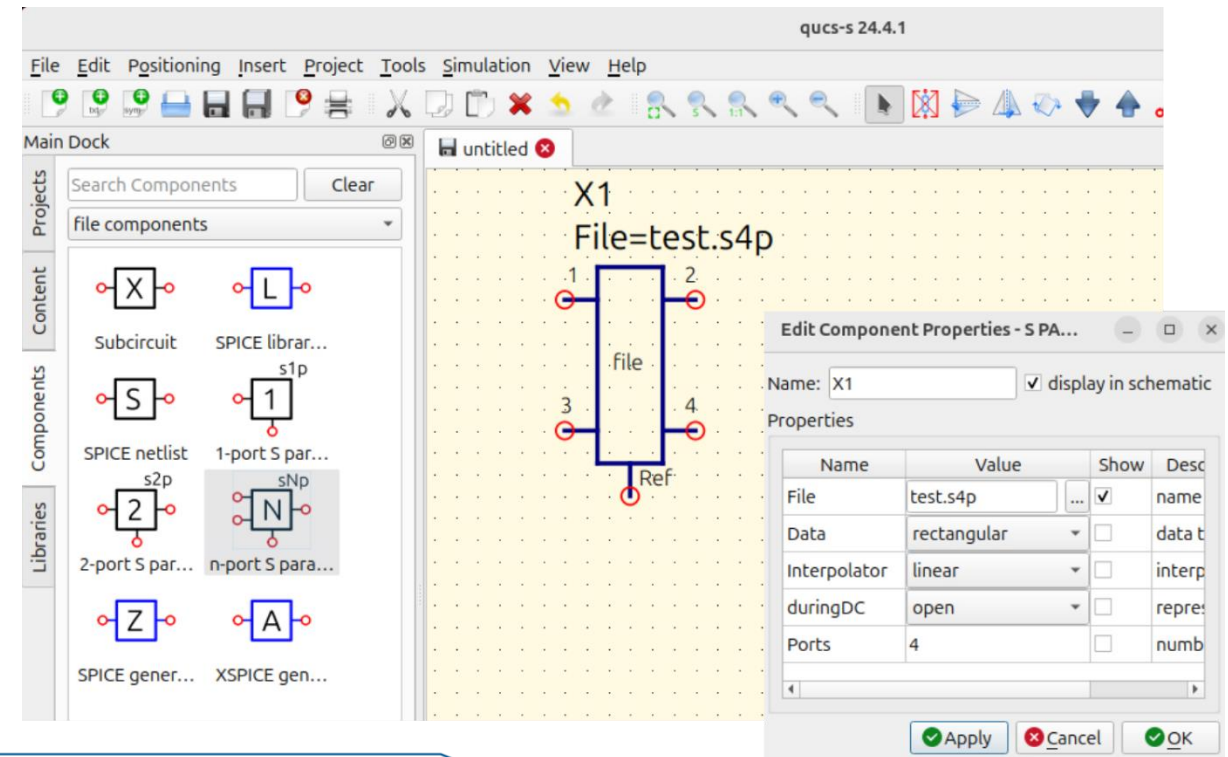 qucs-s 24.4.1
File Edit Positioning Insert Project Tools Simulation View Help
Main Dock
untitled
Projects
Content
Components
Libraries
Search Components Clear
file components
X
L
Subcircuit SPICE librar...
s1p
S
1
SPICE netlist 1-port S par...
s2p sNp
2
N
2-port S par... n-port S para...
Z
A
SPICE gener... XSPICE gen...
X1
File=test.s4p
1 2
file
3 4
Ref
Edit Component Properties - S PA...
Name: X1 display in schematic
Properties
Name Value Show Desc
File test.s4p ... name
Data rectangular data t
Interpolator linear interp
duringDC open repres
Ports 4 numb
Apply Cancel OK